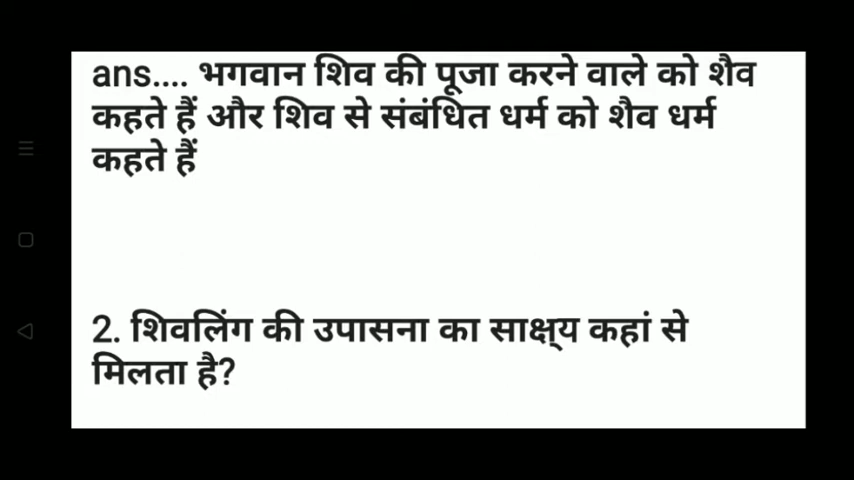 ans.... भगवान शिव की पूजा करने वाले को शैव
कहते हैं और शिव से संबंधित धर्म को शैव धर्म
कहते हैं
2. शिवलिंग की उपासना का साक्ष्य कहां से
मिलता है?